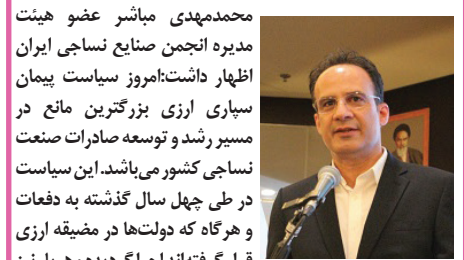 محمدمهدی مباشر عضو هیئت
مدیره انجمن صنایع نساجی ایران
اظهار داشت:امروز سیاست پیمان
سپاری ارزی بزرگترین مانع در
مسیر رشد و توسعه صادرات صنعت
نساجی کشور می‌باشد. این سیاست
در طی چهل سال گذشته به دفعات
و هرگاه که دولت‌ها در مضیقه ارزی